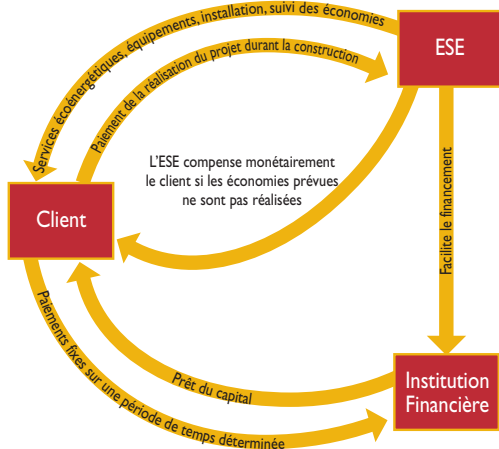 Services écoénergétiques, équipements, installation, suivi des économies
ESE
Paiement de la réalisation du projet durant la construction
L'ESE compense monétairement
le client si les économies prévues
ne sont pas réalisées
Client
Facilite le financement
Prêt du capital
Institution
Financière
Paiements fixes sur une période de temps déterminée